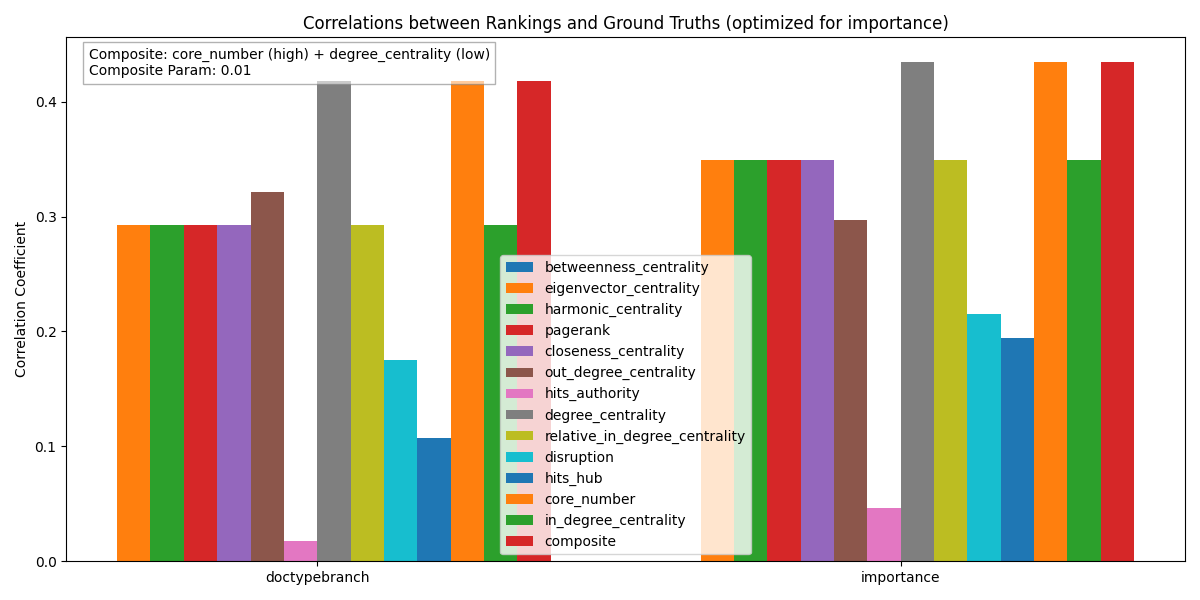 Correlations between Rankings and Ground Truths (optimized for importance)
Composite: core_number (high) + degree_centrality (low)
Composite Param: 0.01
Correlation Coefficient
0.4
0.3
0.2
0.1
0.0
betweenness_centrality
eigenvector_centrality
harmonic_centrality
pagerank
closeness_centrality
out_degree_centrality
hits_authority
degree_centrality
relative_in_degree_centrality
disruption
hits_hub
core_number
in_degree_centrality
composite
doctypebranch
importance